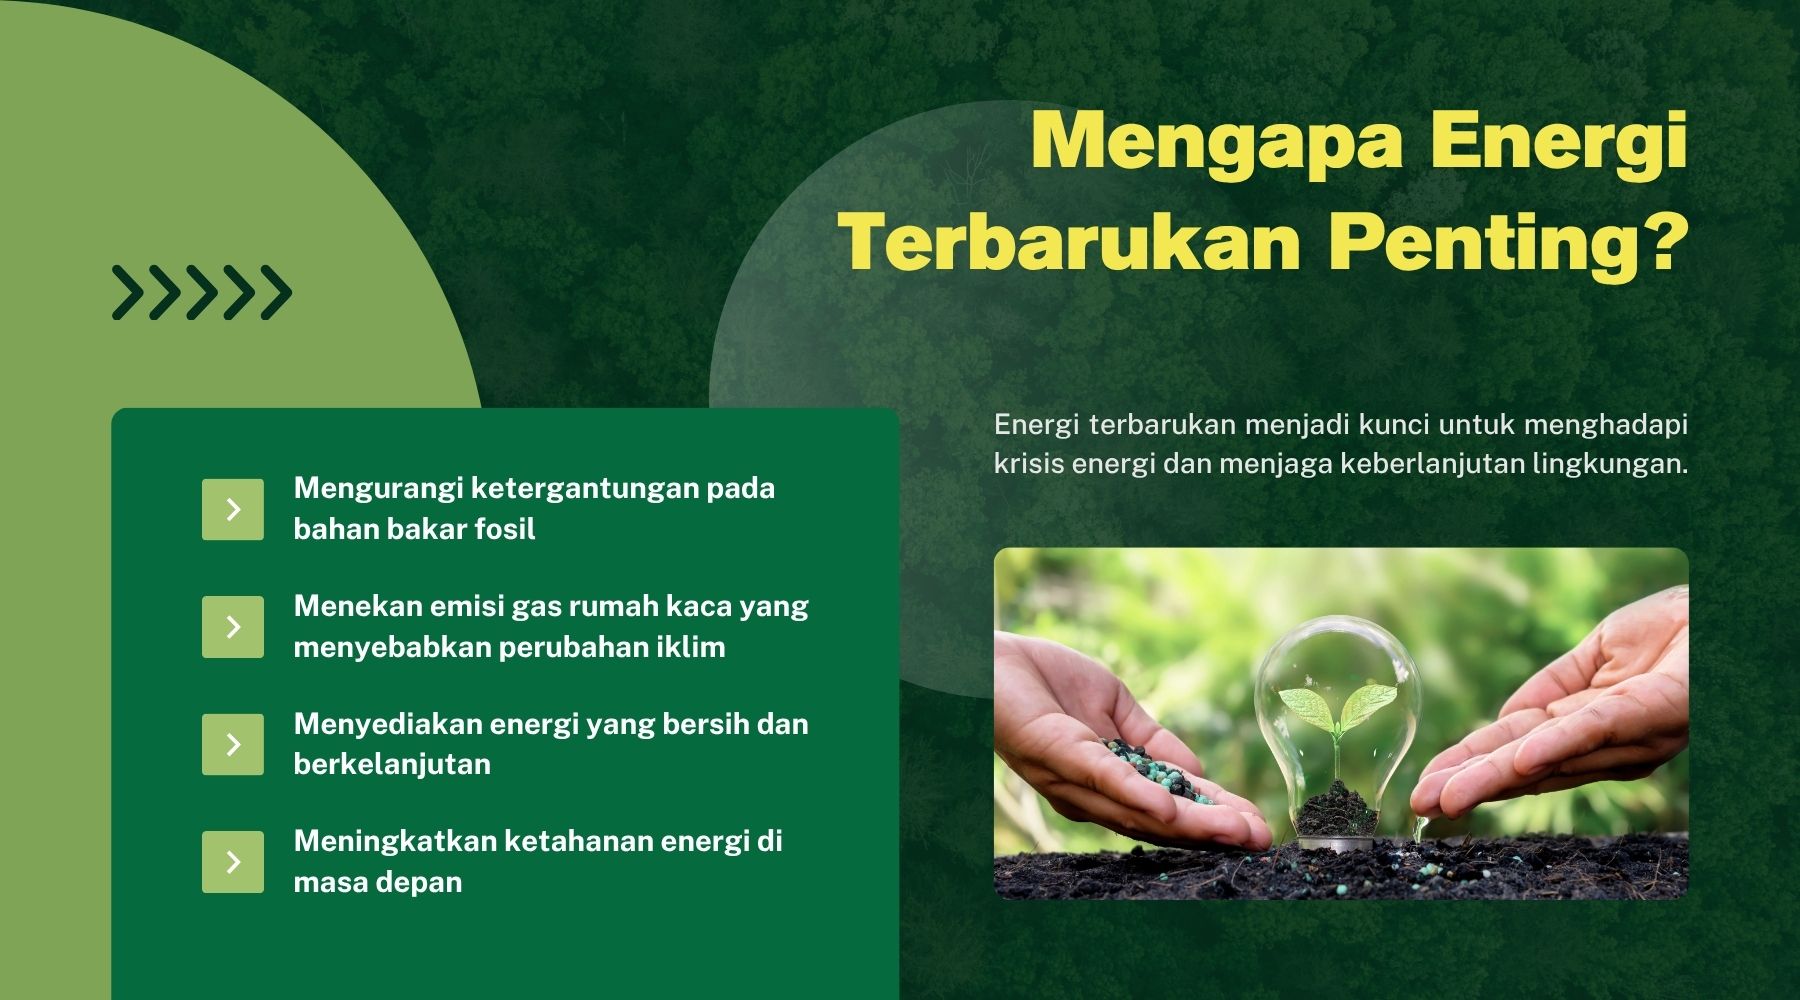 Mengapa Energi
Terbarukan Penting?
Energi terbarukan menjadi kunci untuk menghadapi
krisis energi dan menjaga keberlanjutan lingkungan.
Mengurangi ketergantungan pada
bahan bakar fosil
Menekan emisi gas rumah kaca yang
menyebabkan perubahan iklim
Menyediakan energi yang bersih dan
berkelanjutan
Meningkatkan ketahanan energi di
masa depan